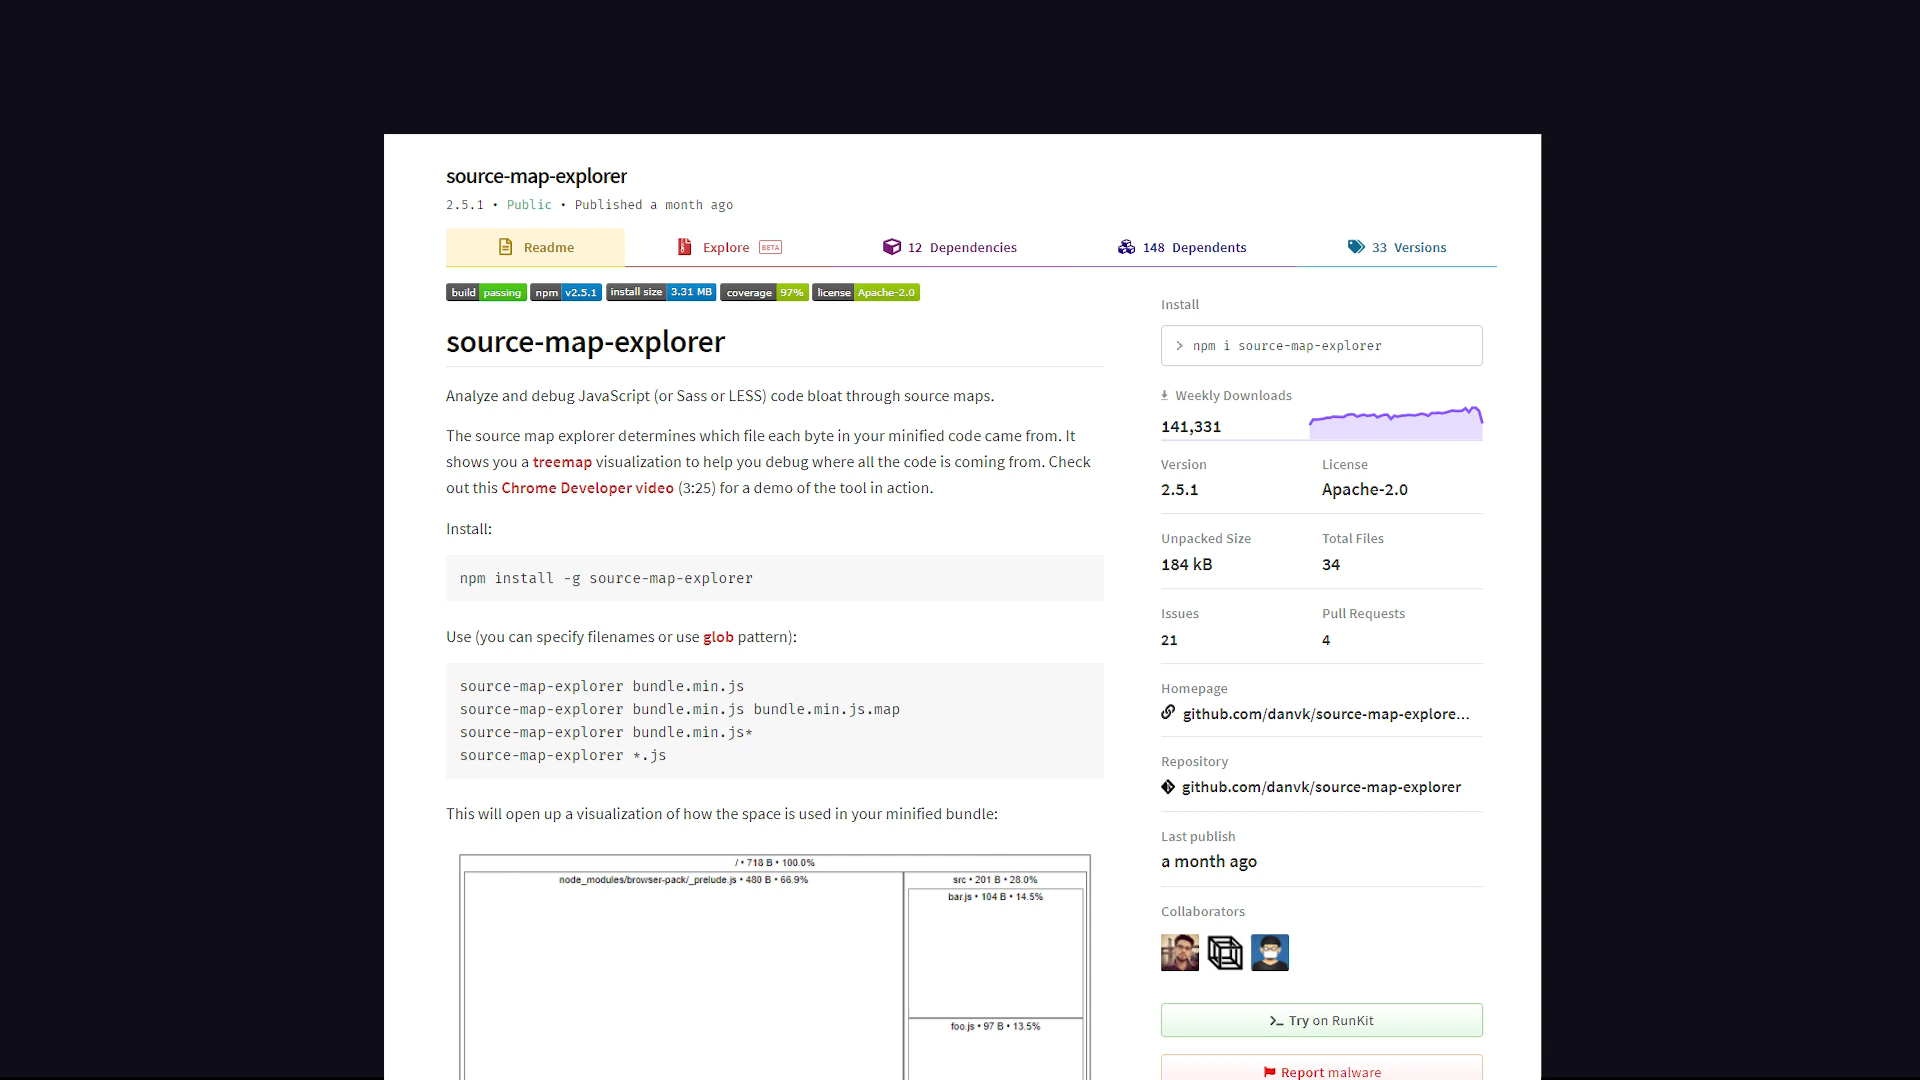 source-map-explorer
2.5.1 • Public • Published a month ago
Readme
Explore BETA
12 Dependencies
148 Dependents
33 Versions
build passing npm v2.5.1 install size 3.31 MB coverage 97% license Apache-2.0
source-map-explorer
Analyze and debug JavaScript (or Sass or LESS) code bloat through source maps.
The source map explorer determines which file each byte in your minified code came from. It
shows you a treemap visualization to help you debug where all the code is coming from. Check
out this Chrome Developer video (3:25) for a demo of the tool in action.
Install:
npm install -g source-map-explorer
Use (you can specify filenames or use glob pattern):
source-map-explorer bundle.min.js
source-map-explorer bundle.min.js bundle.min.js.map
source-map-explorer bundle.min.js*
source-map-explorer *.js
This will open up a visualization of how the space is used in your minified bundle:
/ • 718 B • 100.0%
node_modules/browser-pack/_prelude.js • 480 B • 66.9%
src • 201 B • 28.0%
bar.js • 104 B • 14.5%
foo.js • 97 B • 13.5%
Install
> npm i source-map-explorer
Weekly Downloads
141,331
Version License
2.5.1 Apache-2.0
Unpacked Size Total Files
184 kB 34
Issues Pull Requests
21 4
Homepage
github.com/danvk/source-map-explore...
Repository
github.com/danvk/source-map-explorer
Last publish
a month ago
Collaborators
>_ Try on RunKit
Report malware